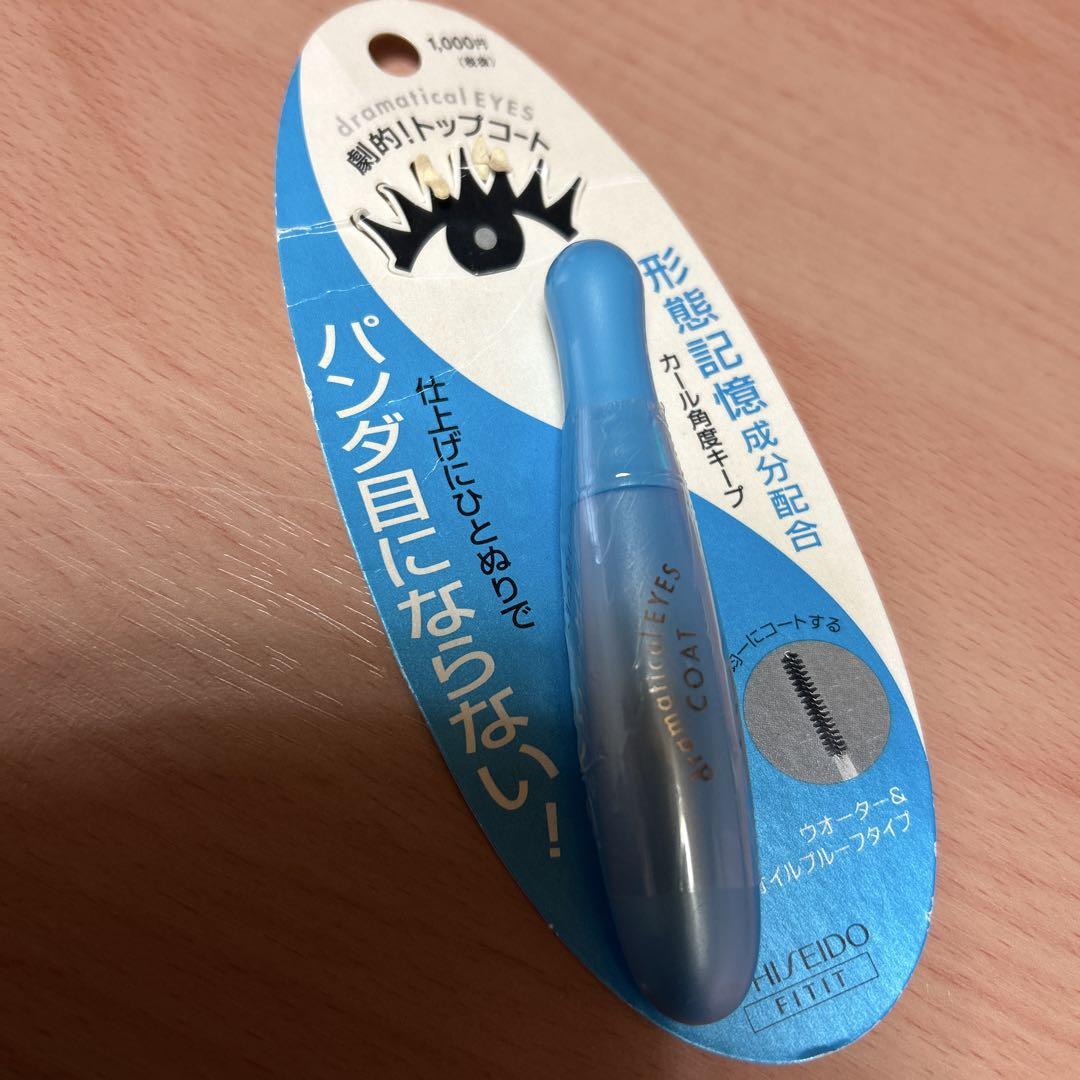 1,000円
(税抜)
dramatical EYES
劇的!トップコート
形態記憶成分配合
カール角度キープ
仕上げにひとぬりで
パンダ目にならない!
dramatical EYES
COAT
一にコートする
ウオーター&
オイルプルーフタイプ
SHISEIDO
FITIT